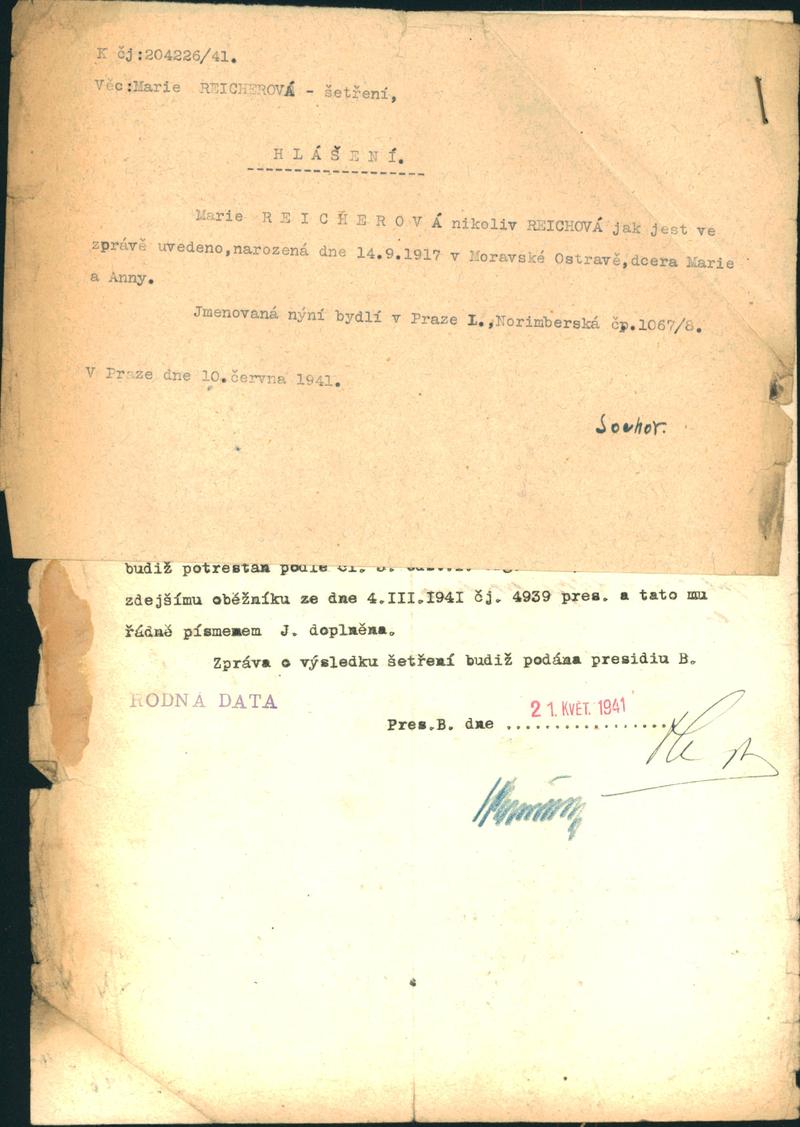 K čj:204226/41.
Věc:Marie REICHEROVÁ - šetření,
HLÁŠENÍ.
Marie R E I C H E R O V Á nikoliv REICHOVÁ jak jest ve
zprávě uvedeno,narozená dne 14.9.1917 v Moravské Ostravě,dcera Marie
a Anny.
Jmenovaná nýní bydlí v Praze I.,Norimberská čp.1067/8.
V Praze dne 10.června 1941.
budiž potrestán podle čl.
zdejšímu oběžníku ze dne 4.III.1941 čj. 4939 pres. a tato mu
řádně písmenem J. doplněna.
Zpráva o výsledku šetření budiž podána presidiu B.
RODNÁ DATA
Pres.B. dne 21. KVĚT. 1941